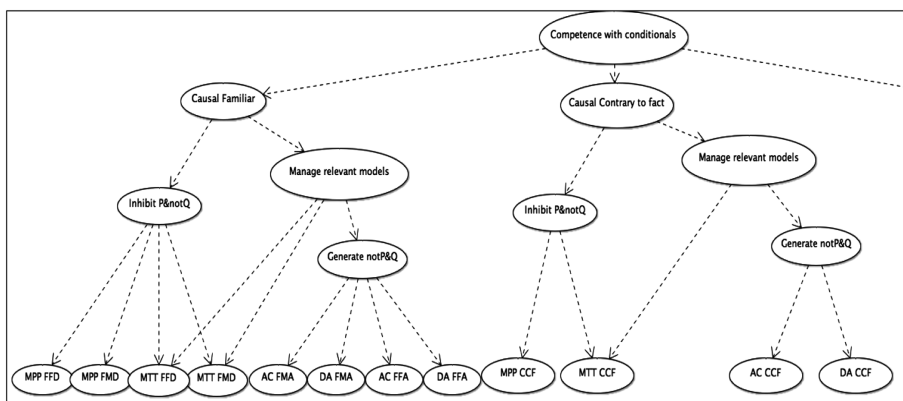 Competence with conditionals
Causal Familiar
Causal Contrary to fact
Manage relevant models
Manage relevant models
Inhibit P&notQ
Inhibit P&notQ
Generate notP&Q
Generate notP&Q
MPP FFD
MPP FMD
MTT FFD
MTT FMD
AC FMA
DA FMA
AC FFA
DA FFA
MPP CCF
MTT CCF
AC CCF
DA CCF